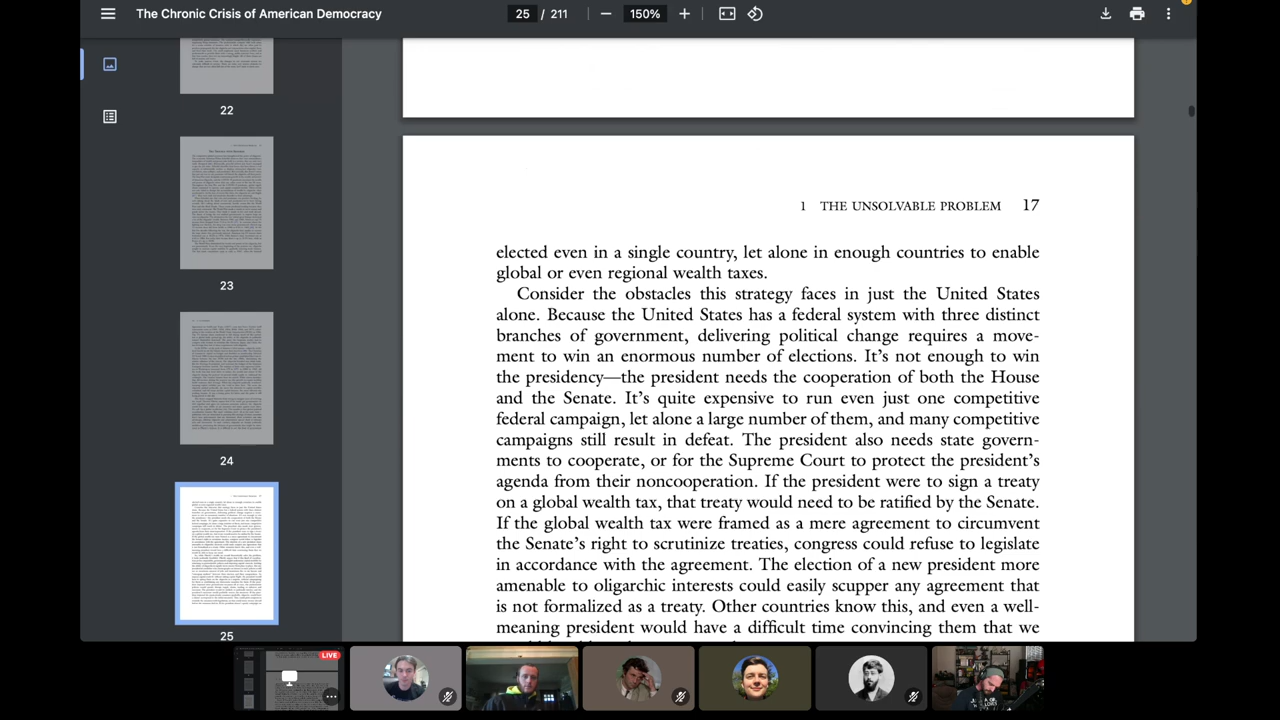 The Chronic Crisis of American Democracy
25 / 211
150%
22
23
24
25
1 THE UNSOLVABLE PROBLEM 17
elected even in a single country, let alone in enough countries to enable
global or even regional wealth taxes.
Consider the obstacles this strategy faces in just the United States
alone. Because the United States has a federal system with three distinct
branches of government, delivering political change requires a move-
ment to win an enormous number of elections. It's not enough to win
the presidency—the president needs the cooperation of both the House
and the Senate. It's very expensive to run even just one competitive
federal campaign, let alone a large number of them, and many competitive
campaigns still result in defeat. The president also needs state govern-
ments to cooperate, or for the Supreme Court to protect the president's
agenda from their noncooperation. If the president were to sign a treaty
on global wealth taxes, the treaty would need to be ratified by the Senate.
If the global wealth taxes were framed as a mere agreement to circumvent
the Senate's right to scrutinize treaties, congress could refuse to legislate
in accordance with the agreement. The election of a new president more
friendly to the oligarchs could easily scupper an agreement that
is not formalized as a treaty. Other countries know this, and even a well-
meaning president would have a difficult time convincing them that we
LIVE